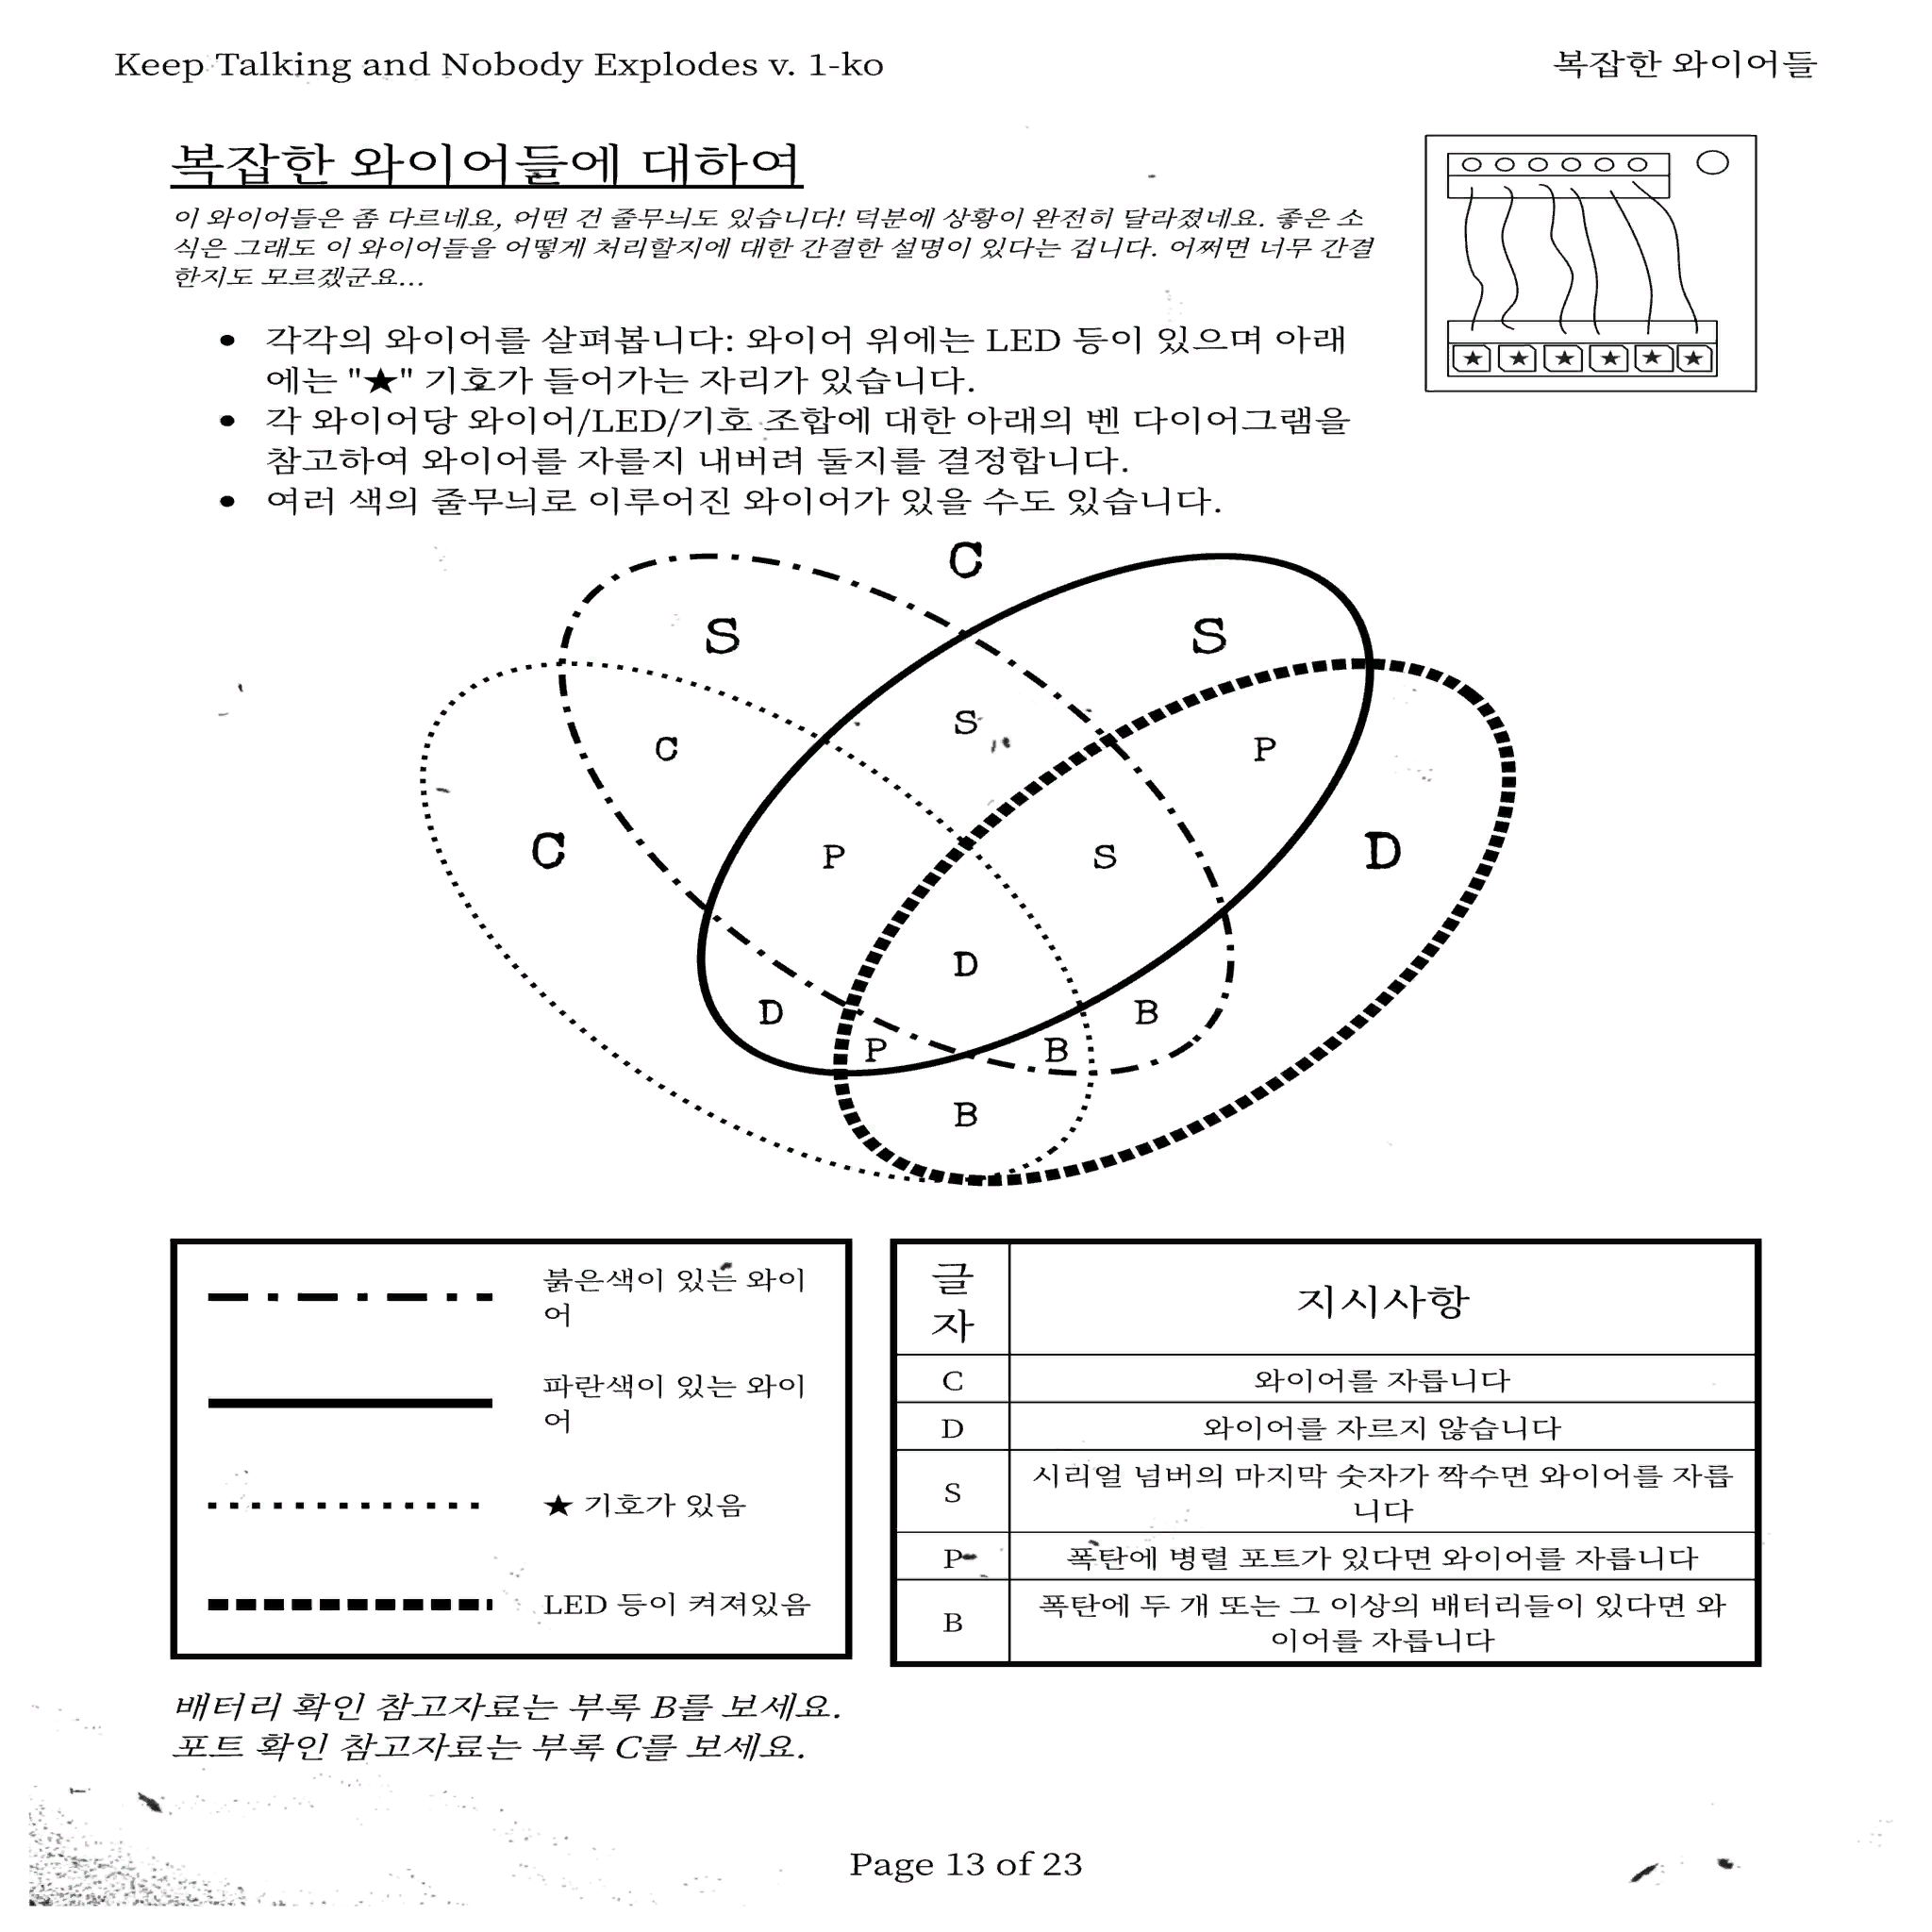 Keep Talking and Nobody Explodes v. 1-ko
복잡한 와이어들
복잡한 와이어들에 대하여
이 와이어들은 좀 다르네요, 어떤 건 줄무늬도 있습니다! 덕분에 상황이 완전히 달라졌네요. 좋은 소
식은 그래도 이 와이어들을 어떻게 처리할지에 대한 간결한 설명이 있다는 겁니다. 어쩌면 너무 간결
한지도 모르겠군요...
• 각각의 와이어를 살펴봅니다: 와이어 위에는 LED 등이 있으며 아래
에는 "★" 기호가 들어가는 자리가 있습니다.
• 각 와이어당 와이어/LED/기호 조합에 대한 아래의 벤 다이어그램을
참고하여 와이어를 자를지 내버려 둘지를 결정합니다.
• 여러 색의 줄무늬로 이루어진 와이어가 있을 수도 있습니다.
★ ★ ★ ★ ★ ★
C
S
S
S
C
P
C
P
S
D
D
D
B
P
B
B
붉은색이 있는 와이
어
파란색이 있는 와이
어
★ 기호가 있음
LED 등이 켜져있음
글
자
지시사항
C
와이어를 자릅니다
D
와이어를 자르지 않습니다
S
시리얼 넘버의 마지막 숫자가 짝수면 와이어를 자릅
니다
P
폭탄에 병렬 포트가 있다면 와이어를 자릅니다
B
폭탄에 두 개 또는 그 이상의 배터리들이 있다면 와
이어를 자릅니다
배터리 확인 참고자료는 부록 B를 보세요.
포트 확인 참고자료는 부록 C를 보세요.
Page 13 of 23